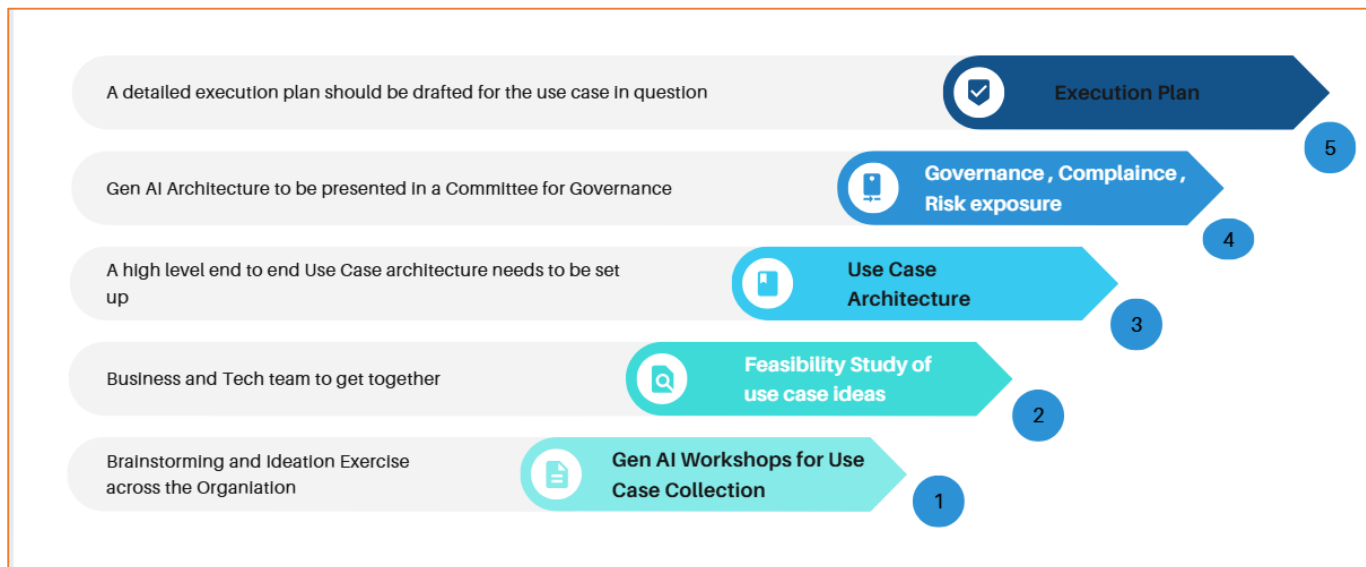 A detailed execution plan should be drafted for the use case in question
Execution Plan
5
Gen AI Architecture to be presented in a Committee for Governance
Governance , Complaince ,
Risk exposure
4
A high level end to end Use Case architecture needs to be set
up
Use Case
Architecture
3
Business and Tech team to get together
Feasibility Study of
use case ideas
2
Brainstorming and Ideation Exercise
across the Organiation
Gen AI Workshops for Use
Case Collection
1